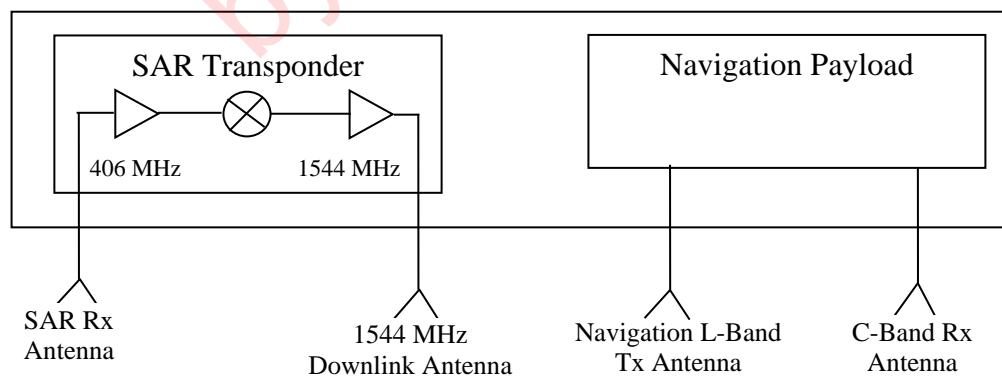 SAR Transponder
406 MHz
1544 MHz
Navigation Payload
SAR Rx
Antenna
1544 MHz
Downlink Antenna
Navigation L-Band
Tx Antenna
C-Band Rx
Antenna